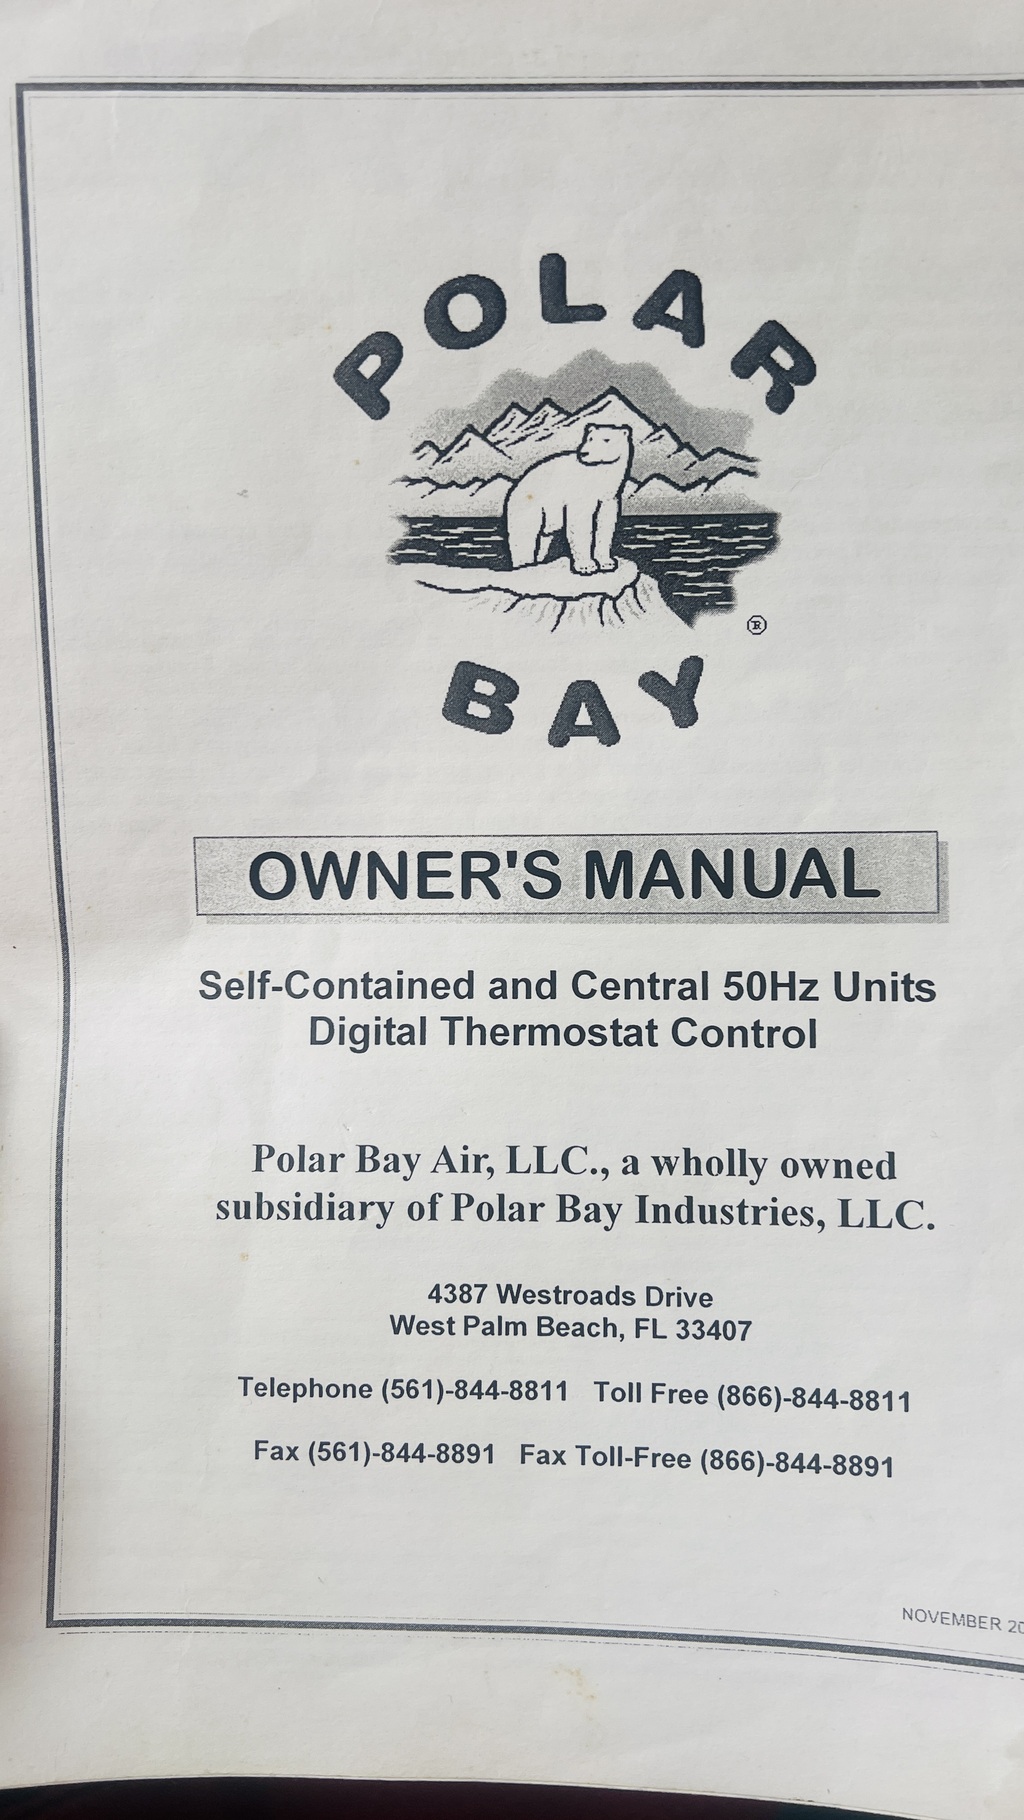 POLAR
®
BAY
OWNER'S MANUAL
Self-Contained and Central 50Hz Units
Digital Thermostat Control
Polar Bay Air, LLC., a wholly owned
subsidiary of Polar Bay Industries, LLC.
4387 Westroads Drive
West Palm Beach, FL 33407
Telephone (561)-844-8811 Toll Free (866)-844-8811
Fax (561)-844-8891 Fax Toll-Free (866)-844-8891
NOVEMBER